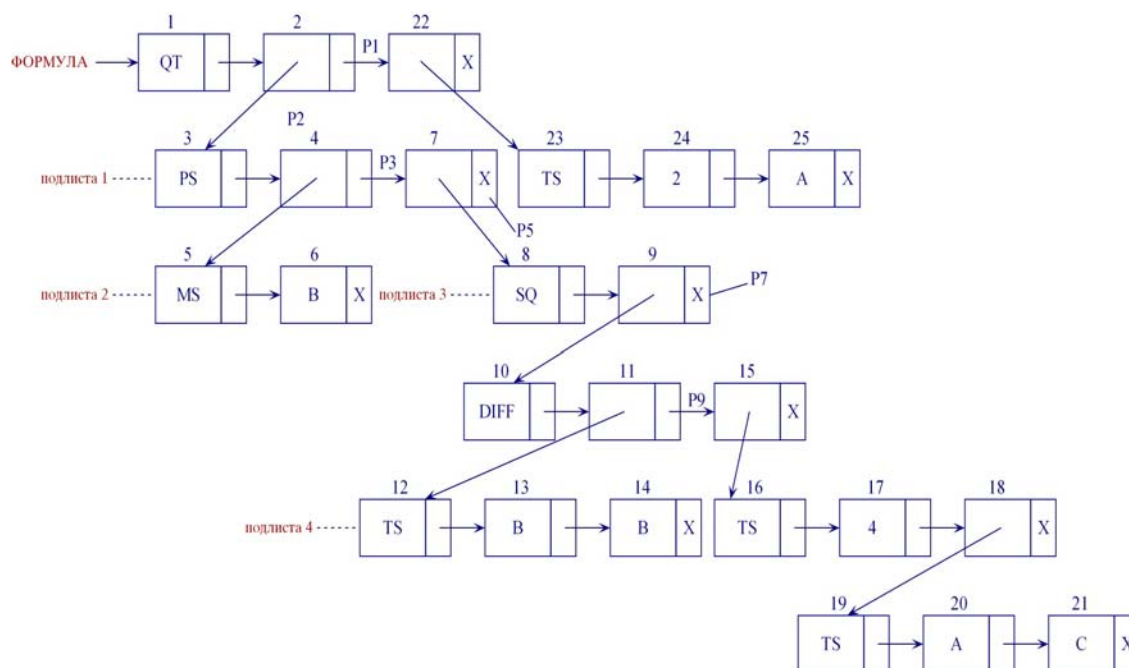 1 2 22
P1
ФОРМУЛА QT X
P2
3 4 7 23 24 25
P3
подлиста 1 PS X TS 2 A X
P5
5 6 8 9
подлиста 2 MS B X подлиста 3 SQ X P7
10 11 15
DIFF P9 X
12 13 14 16 17 18
подлиста 4 TS B B X TS 4 X
19 20 21
TS A C X